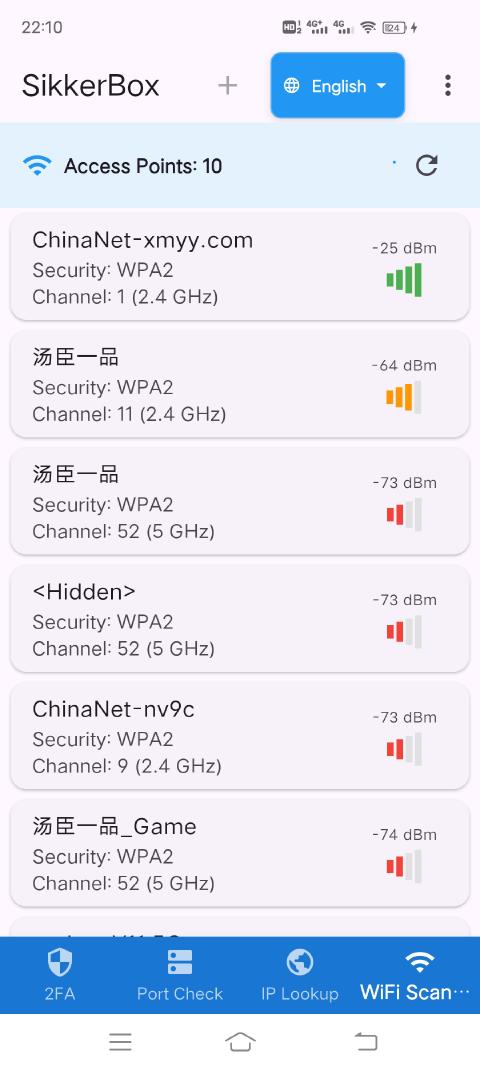 22:10
HD 1 2 4G+ 4G 24
SikkerBox
English
Access Points: 10
ChinaNet-xmyy.com
-25 dBm
Security: WPA2
Channel: 1 (2.4 GHz)
汤臣一品
-64 dBm
Security: WPA2
Channel: 11 (2.4 GHz)
汤臣一品
-73 dBm
Security: WPA2
Channel: 52 (5 GHz)
<Hidden>
-73 dBm
Security: WPA2
Channel: 52 (5 GHz)
ChinaNet-nv9c
-73 dBm
Security: WPA2
Channel: 9 (2.4 GHz)
汤臣一品_Game
-74 dBm
Security: WPA2
Channel: 52 (5 GHz)
2FA
Port Check
IP Lookup
WiFi Scan…